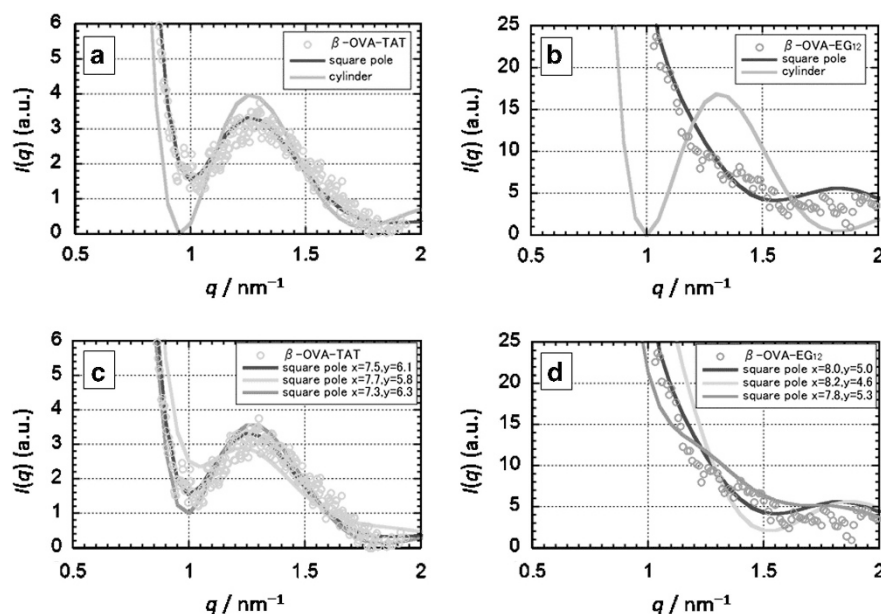 a
β-OVA-TAT
square pole
cylinder
I(q) (a.u.)
6
5
4
3
2
1
0
0.5 1 1.5 2
q / nm⁻¹
b
β-OVA-EG₁₂
square pole
cylinder
I(q) (a.u.)
25
20
15
10
5
0
0.5 1 1.5 2
q / nm⁻¹
c
β-OVA-TAT
square pole x=7.5,y=6.1
square pole x=7.7,y=5.8
square pole x=7.3,y=6.3
I(q) (a.u.)
6
5
4
3
2
1
0
0.5 1 1.5 2
q / nm⁻¹
d
β-OVA-EG₁₂
square pole x=8.0,y=5.0
square pole x=8.2,y=4.6
square pole x=7.8,y=5.3
I(q) (a.u.)
25
20
15
10
5
0
0.5 1 1.5 2
q / nm⁻¹